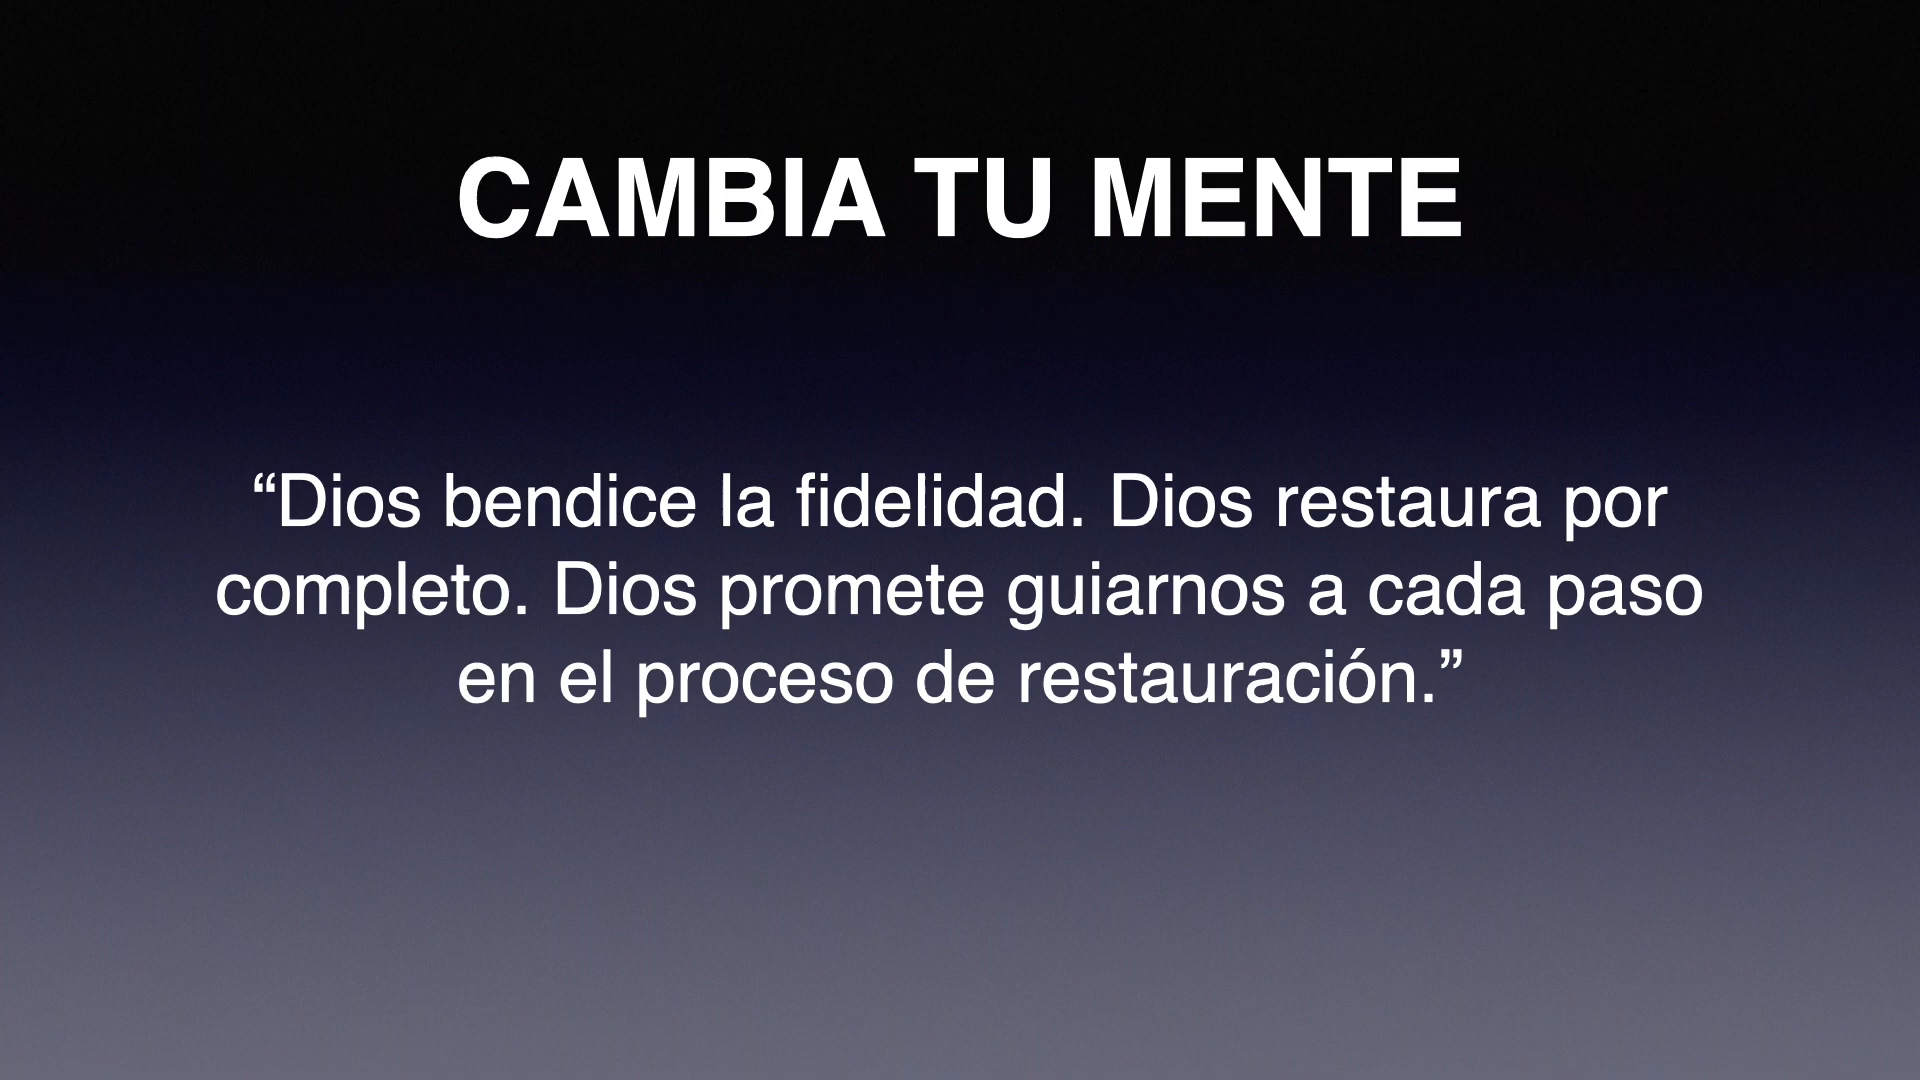 CAMBIA TU MENTE
“Dios bendice la fidelidad. Dios restaura por
completo. Dios promete guiarnos a cada paso
en el proceso de restauración.”